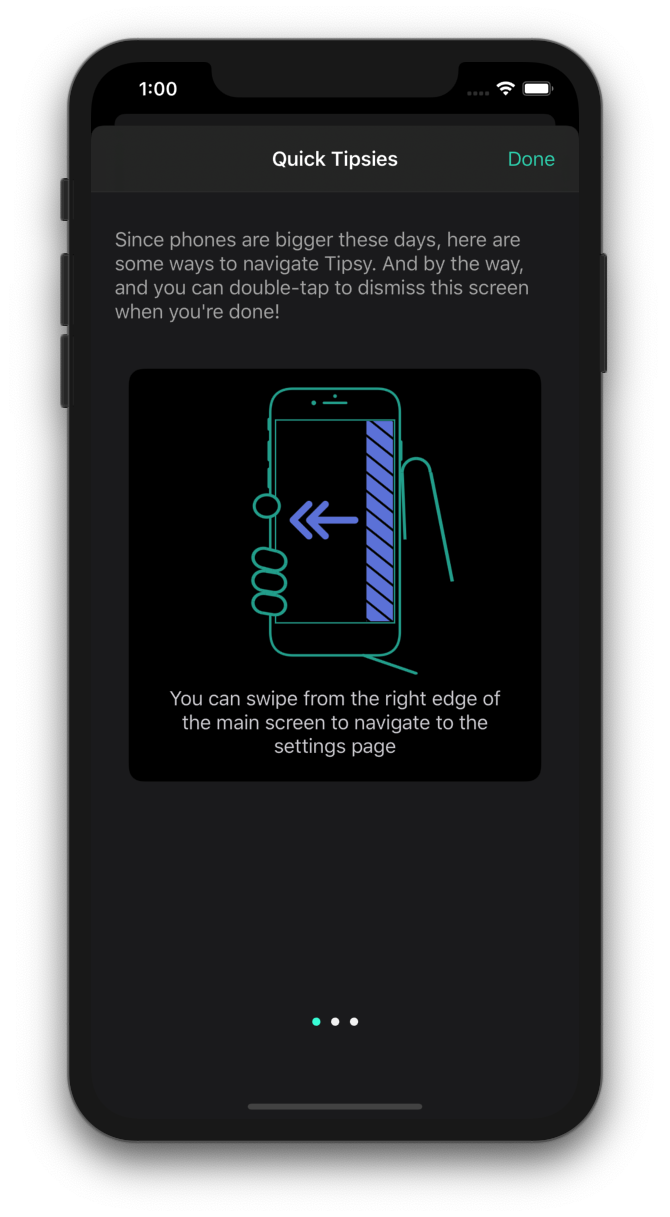 1:00
Quick Tipsies
Done
Since phones are bigger these days, here are
some ways to navigate Tipsy. And by the way,
and you can double-tap to dismiss this screen
when you're done!
You can swipe from the right edge of
the main screen to navigate to the
settings page